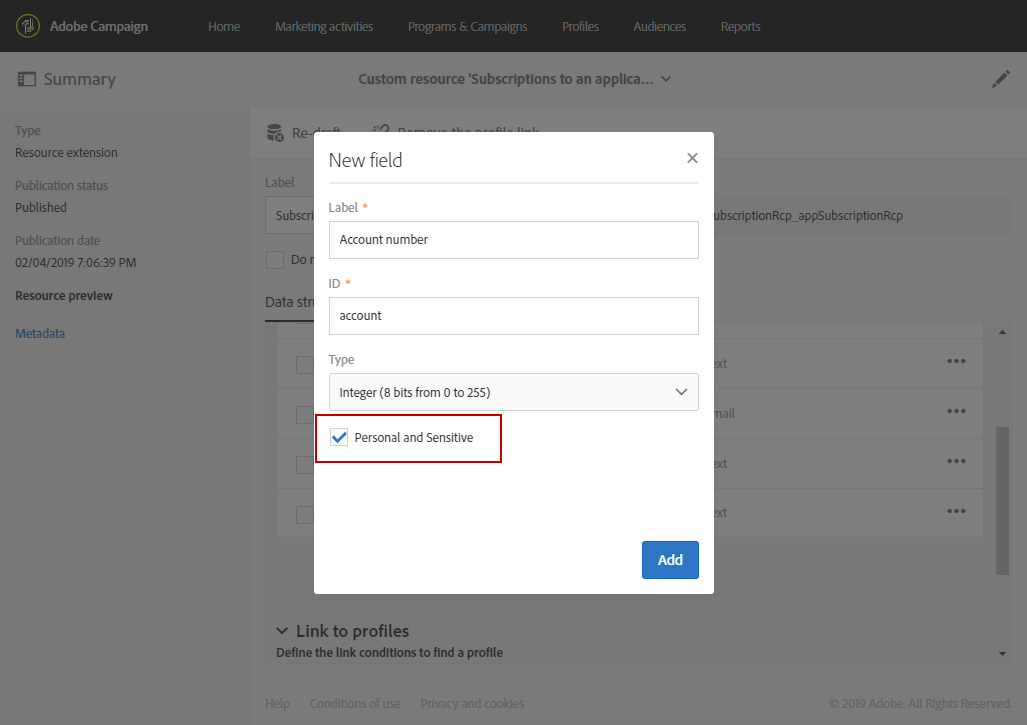 Adobe Campaign
Home
Marketing activities
Programs & Campaigns
Profiles
Audiences
Reports
Summary
Custom resource 'Subscriptions to an applica...
Type
Resource extension
Publication status
Published
Publication date
02/04/2019 7:06:39 PM
Resource preview
Metadata
Re-draft
Remove the profile link
Label
Subscri
ubscriptionRcp_appSubscriptionRcp
Do
Data str
New field
Label *
Account number
ID *
account
Type
Integer (8 bits from 0 to 255)
Personal and Sensitive
Add
ext
mail
ext
ext
Link to profiles
Define the link conditions to find a profile
Help
Conditions of use
Privacy and cookies
© 2019 Adobe. All Rights Reserved.